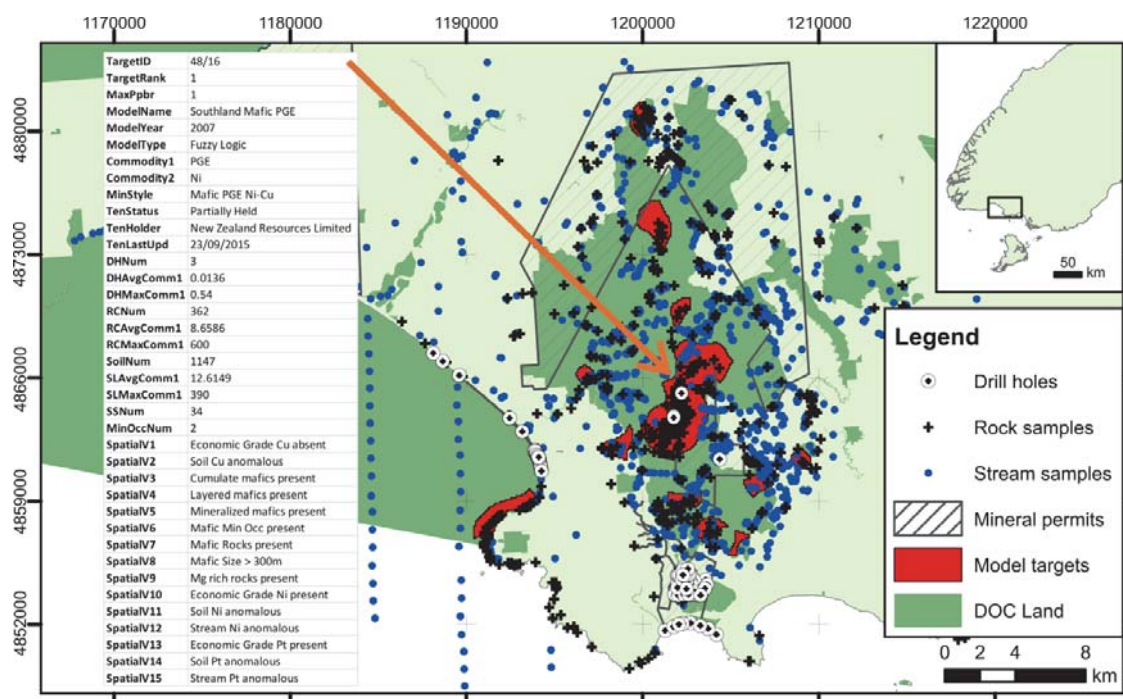 11170000 11180000 11190000 11200000 11210000 11220000
4880000
4873000
4866000
4859000
4852000
TargetID 48/16
TargetRank 1
MaxPpbr 1
ModelName Southland Mafic PGE
ModelYear 2007
ModelType Fuzzy Logic
Commodity1 PGE
Commodity2 Ni
MinStyle Mafic PGE Ni-Cu
TenStatus Partially Held
TenHolder New Zealand Resources Limited
TenLastUpd 23/09/2015
DHNum 3
DHAvgComm1 0.0136
DHMaxComm1 0.54
RCNum 362
RCAvgComm1 8.6586
RCMaxComm1 600
SoilNum 1147
SLAvgComm1 12.6149
SLMaxComm1 390
SSNum 34
MinOccNum 2
SpatialV1 Economic Grade Cu absent
SpatialV2 Soil Cu anomalous
SpatialV3 Cumulate mafics present
SpatialV4 Layered mafics present
SpatialV5 Mineralized mafics present
SpatialV6 Mafic Min Occ present
SpatialV7 Mafic Rocks present
SpatialV8 Mafic Size > 300m
SpatialV9 Mg rich rocks present
SpatialV10 Economic Grade Ni present
SpatialV11 Soil Ni anomalous
SpatialV12 Stream Ni anomalous
SpatialV13 Economic Grade Pt present
SpatialV14 Soil Pt anomalous
SpatialV15 Stream Pt anomalous
50
km
Legend
Drill holes
Rock samples
Stream samples
Mineral permits
Model targets
DOC Land
0 2 4 8
km